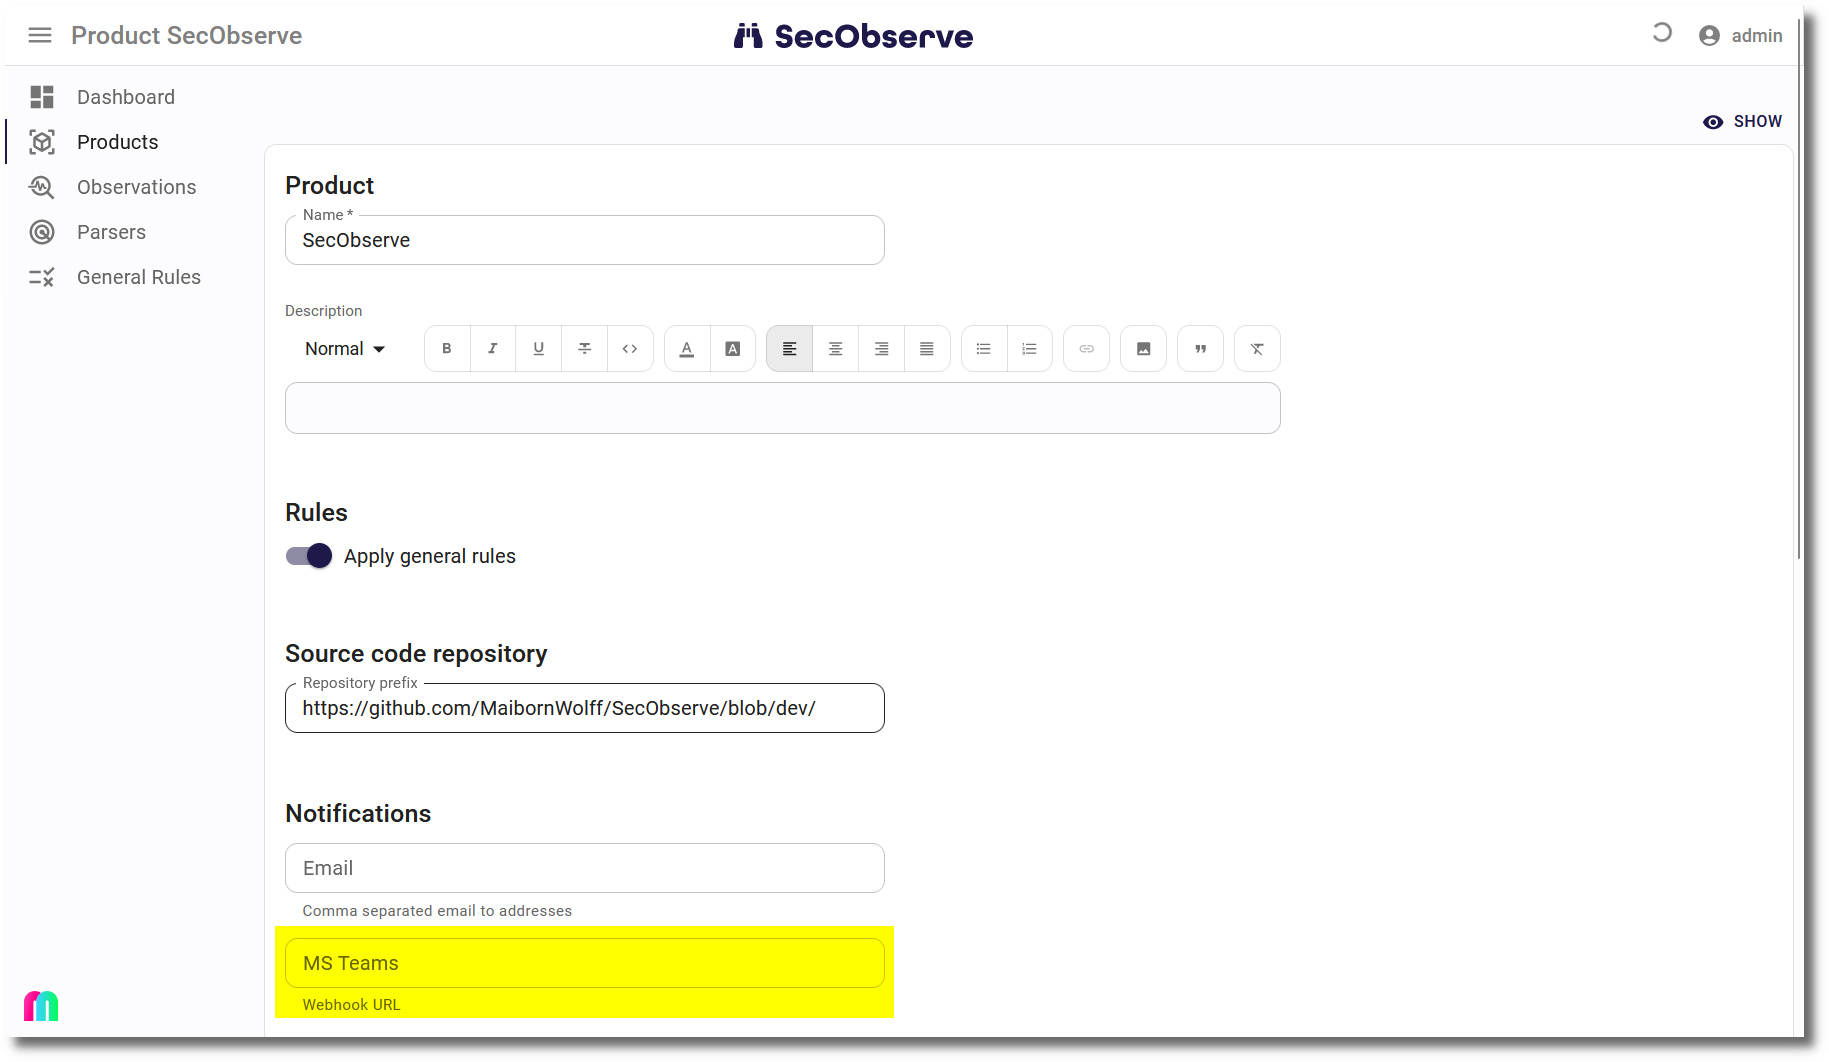 Product SecObserve
SecObserve
admin
Dashboard
Products
Observations
Parsers
General Rules
SHOW
Product
Name *
SecObserve
Description
Normal
Rules
Apply general rules
Source code repository
Repository prefix
https://github.com/MaibornWolff/SecObserve/blob/dev/
Notifications
Email
Comma separated email to addresses
MS Teams
Webhook URL